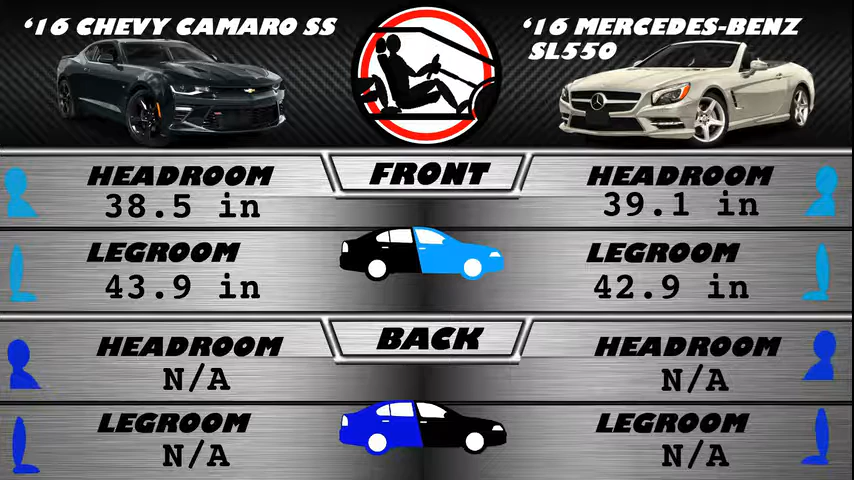 ‘16 CHEVY CAMARO SS
‘16 MERCEDES-BENZ
SL550
FRONT
HEADROOM
38.5 in
HEADROOM
39.1 in
LEGROOM
43.9 in
LEGROOM
42.9 in
BACK
HEADROOM
N/A
HEADROOM
N/A
LEGROOM
N/A
LEGROOM
N/A